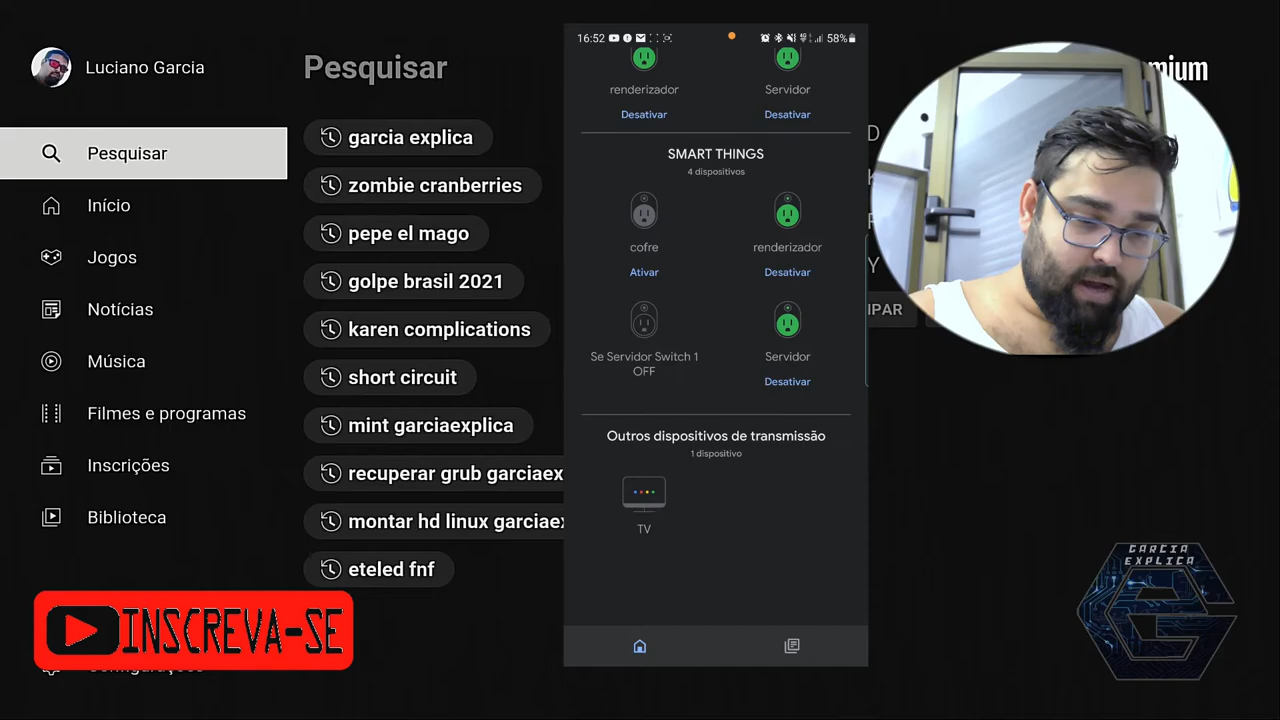 Luciano Garcia
Pesquisar
Início
Jogos
Notícias
Música
Filmes e programas
Inscrições
Biblioteca
INSCREVA-SE
Pesquisar
garcia explica
zombie cranberries
pepe el mago
golpe brasil 2021
karen complications
short circuit
mint garciaexplica
recuperar grub garciaex
montar hd linux garciaex
eteled fnf
16:52
58%
renderizador
Servidor
Desativar
Desativar
SMART THINGS
4 dispositivos
cofre
renderizador
Ativar
Desativar
Se Servidor Switch 1
OFF
Servidor
Desativar
Outros dispositivos de transmissão
1 dispositivo
TV
mium
D
Y
IPAR
GARCIA
EXPLICA